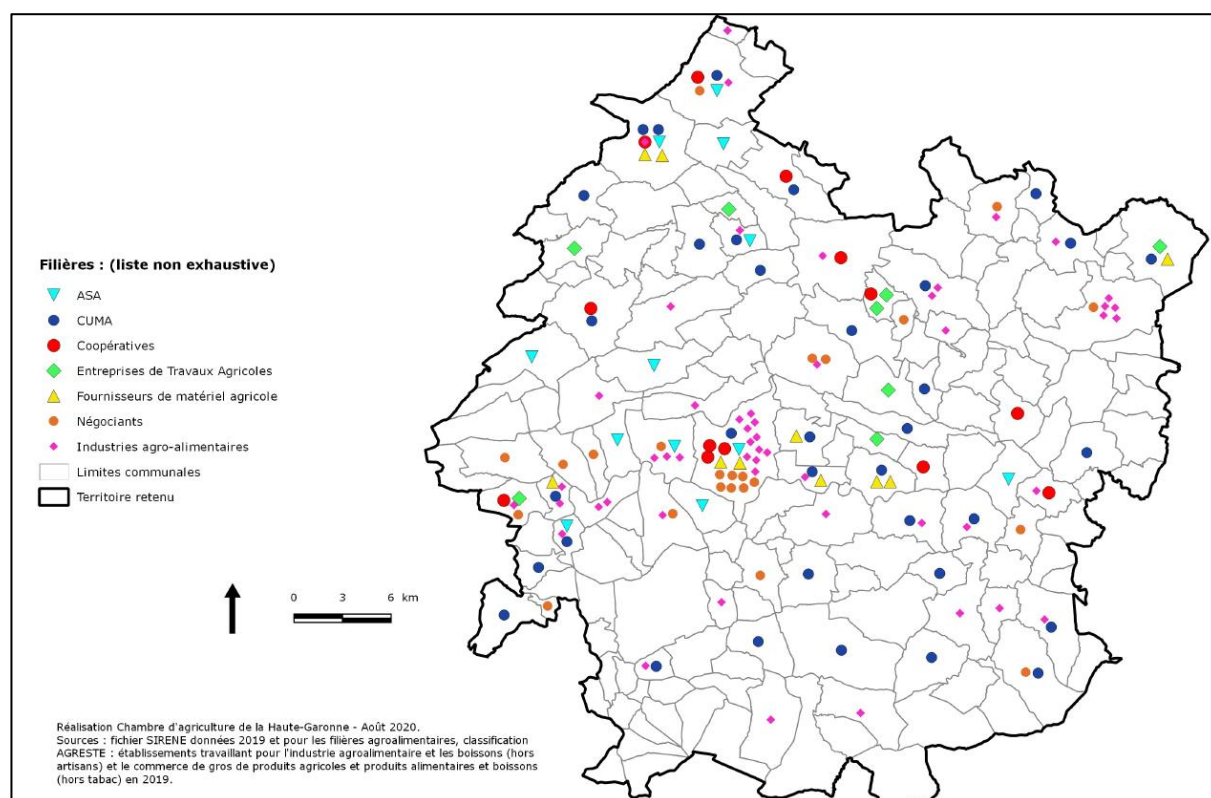 Filières : (liste non exhaustive)
ASA
CUMA
Coopératives
Entreprises de Travaux Agricoles
Fournisseurs de matériel agricole
Négociants
Industries agro-alimentaires
Limites communales
Territoire retenu
0 3 6 km
Réalisation Chambre d'agriculture de la Haute-Garonne - Août 2020.
Sources : fichier SIRENE données 2019 et pour les filières agroalimentaires, classification
AGRESTE : établissements travaillant pour l'industrie agroalimentaire et les boissons (hors
artisans) et le commerce de gros de produits agricoles et produits alimentaires et boissons
(hors tabac) en 2019.